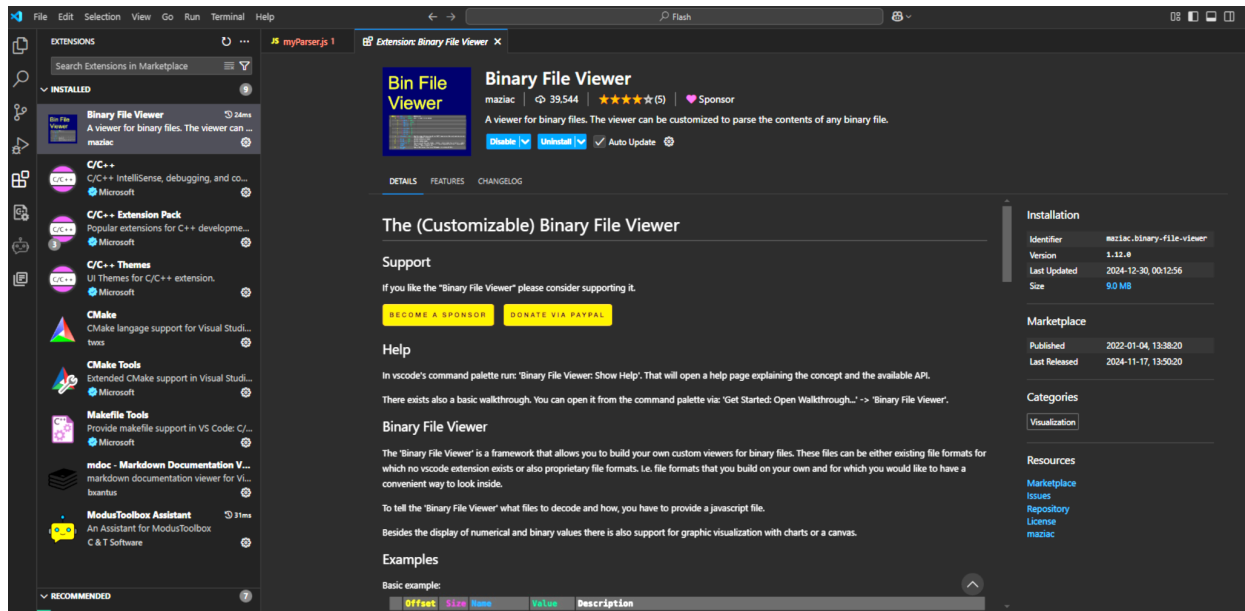 File Edit Selection View Go Run Terminal Help
Flash
EXTENSIONS
JS myParser.js 1
Extension: Binary File Viewer
Search Extensions in Marketplace
INSTALLED
9
Bin File
Viewer
Binary File Viewer
24ms
A viewer for binary files. The viewer can ...
maziac
C/C++
C/C++
C/C++ IntelliSense, debugging, and co...
Microsoft
C/C++
3
C/C++ Extension Pack
Popular extensions for C++ developme...
Microsoft
C/C++
C/C++ Themes
UI Themes for C/C++ extension.
Microsoft
CMake
CMake langage support for Visual Studi...
twxs
CMake Tools
Extended CMake support in Visual Studi...
Microsoft
Makefile Tools
Provide makefile support in VS Code: C/...
Microsoft
mdoc - Markdown Documentation V...
markdown documentation viewer for Vi...
bxantus
ModusToolbox Assistant
31ms
An Assistant for ModusToolbox
C & T Software
RECOMMENDED
7
Bin File
Viewer
Binary File Viewer
maziac 39,544 (5) Sponsor
A viewer for binary files. The viewer can be customized to parse the contents of any binary file.
Disable Uninstall Auto Update
DETAILS FEATURES CHANGELOG
The (Customizable) Binary File Viewer
Support
If you like the "Binary File Viewer" please consider supporting it.
BECOME A SPONSOR DONATE VIA PAYPAL
Help
In vscode's command palette run: 'Binary File Viewer: Show Help'. That will open a help page explaining the concept and the available API.
There exists also a basic walkthrough. You can open it from the command palette via: 'Get Started: Open Walkthrough...' -> 'Binary File Viewer'.
Binary File Viewer
The 'Binary File Viewer' is a framework that allows you to build your own custom viewers for binary files. These files can be either existing file formats for
which no vscode extension exists or also proprietary file formats. I.e. file formats that you build on your own and for which you would like to have a
convenient way to look inside.
To tell the 'Binary File Viewer' what files to decode and how, you have to provide a javascript file.
Besides the display of numerical and binary values there is also support for graphic visualization with charts or a canvas.
Examples
Basic example:
Offset Size Name Value Description
Installation
Identifier maziac.binary-file-viewer
Version 1.12.0
Last Updated 2024-12-30, 00:12:56
Size 9.0 MB
Marketplace
Published 2022-01-04, 13:38:20
Last Released 2024-11-17, 13:50:20
Categories
Visualization
Resources
Marketplace
Issues
Repository
License
maziac